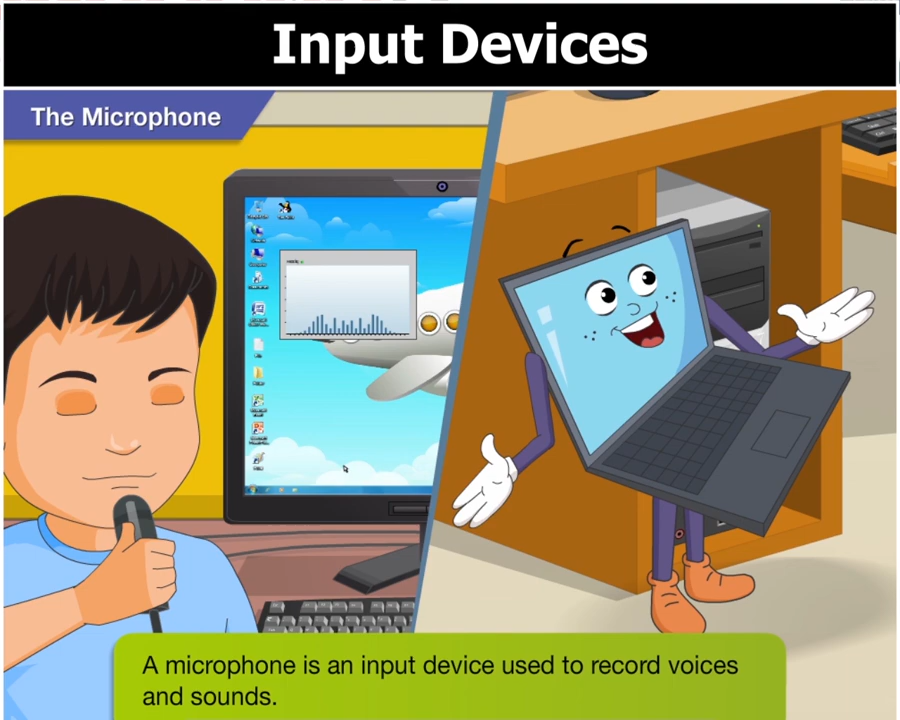 Input Devices
The Microphone
A microphone is an input device used to record voices
and sounds.